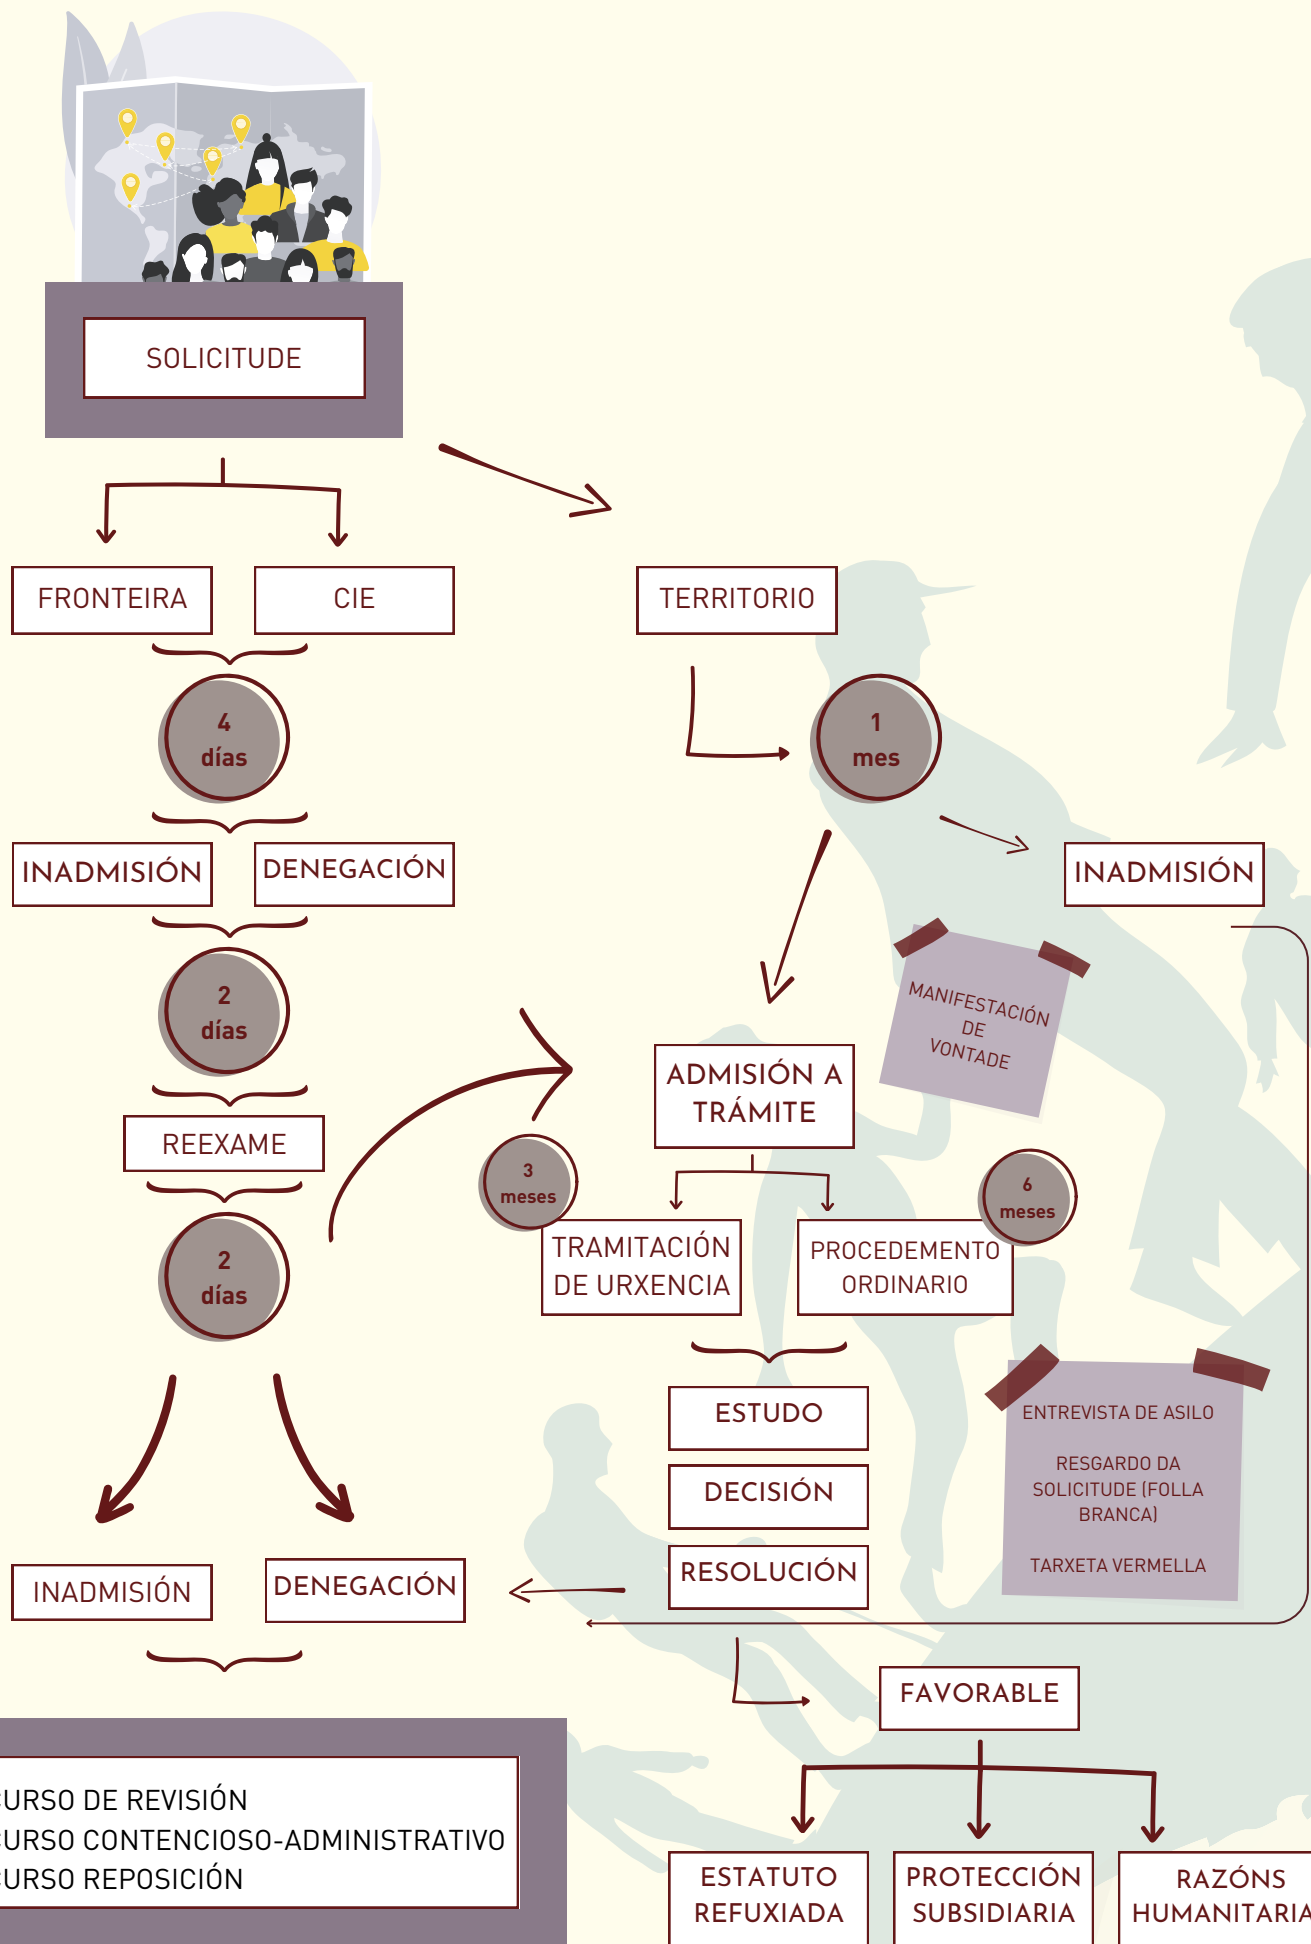 SOLICITUDE
FRONTEIRA
CIE
TERRITORIO
4
días
1
mes
INADMISIÓN
DENEGACIÓN
INADMISIÓN
2
días
MANIFESTACIÓN
DE
VONTADE
ADMISIÓN A
TRÁMITE
REEXAME
3
meses
6
meses
TRAMITACIÓN
DE URXENCIA
PROCEDEMENTO
ORDINARIO
2
días
ESTUDO
ENTREVISTA DE ASILO
RESGARDO DA
SOLICITUDE (FOLLA
BRANCA)
TARXETA VERMELLA
DECISIÓN
RESOLUCIÓN
INADMISIÓN
DENEGACIÓN
FAVORABLE
CURSO DE REVISIÓN
CURSO CONTENCIOSO-ADMINISTRATIVO
CURSO REPOSICIÓN
ESTATUTO
REFUXIADA
PROTECCIÓN
SUBSIDIARIA
RAZÓNS
HUMANITARIA